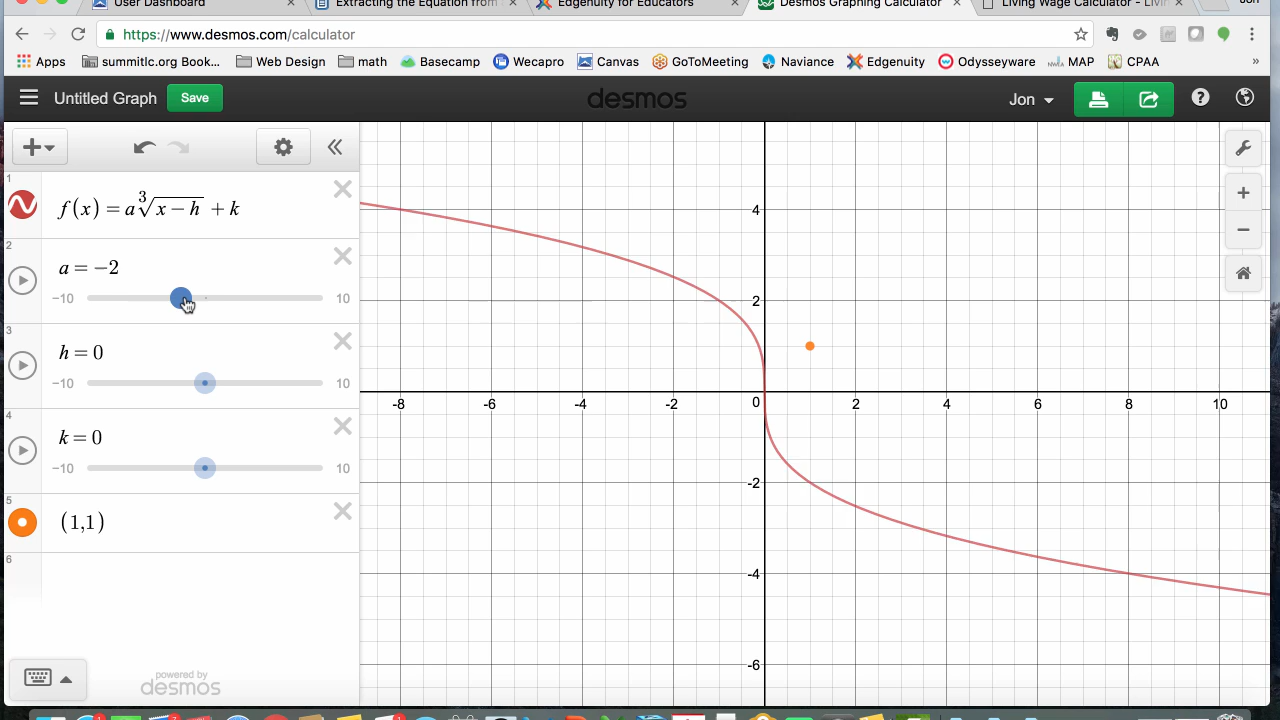 User Dashboard × Extracting the Equation from × Edgenuity for Educators × Desmos Graphing Calculator × Living Wage Calculator - Livin × Jon
https://www.desmos.com/calculator
Apps summitlc.org Book... Web Design math Basecamp Wecapro Canvas GoToMeeting Naviance Edgenuity Odysseyware MAP CPAA »
Untitled Graph Save desmos Jon
1
f(x) = a∛(x − h) + k
2
a = −2
−10 10
3
h = 0
−10 10
4
k = 0
−10 10
5
(1,1)
6
powered by
desmos
4
2
-8 -6 -4 -2 0 2 4 6 8 10
-2
-4
-6